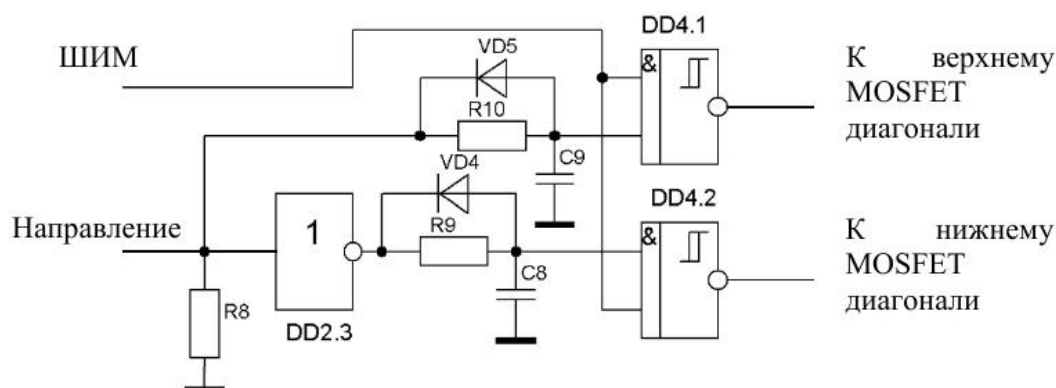 ШИМ
VD5
DD4.1
&
К верхнему
MOSFET
диагонали
R10
C9
VD4
DD4.2
Направление
1
R9
&
К нижнему
MOSFET
диагонали
C8
R8
DD2.3